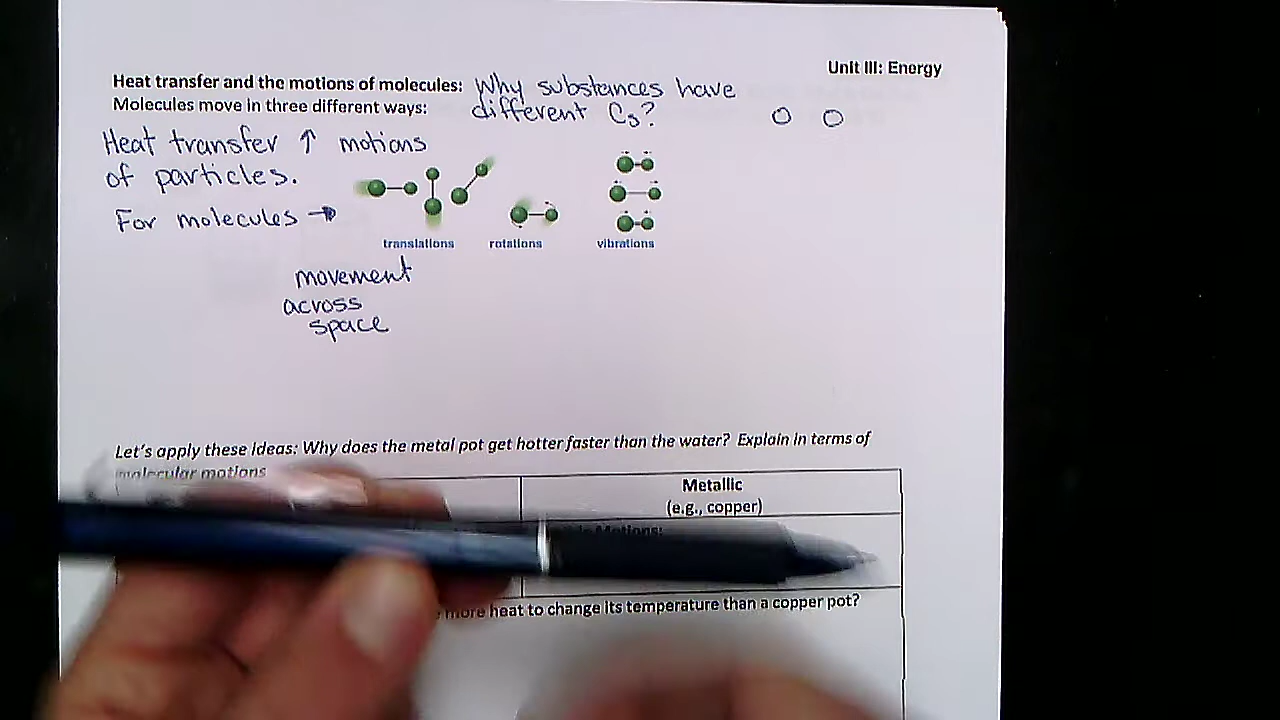 Unit III: Energy
Heat transfer and the motions of molecules: Why substances have
Molecules move in three different ways: different Cs?
Heat transfer ↑ motions
of particles.
For molecules →
translations rotations vibrations
movement
across
space
Let's apply these ideas: Why does the metal pot get hotter faster than the water? Explain in terms of
molecular motions
Metallic
(e.g., copper)
Motions:
more heat to change its temperature than a copper pot?